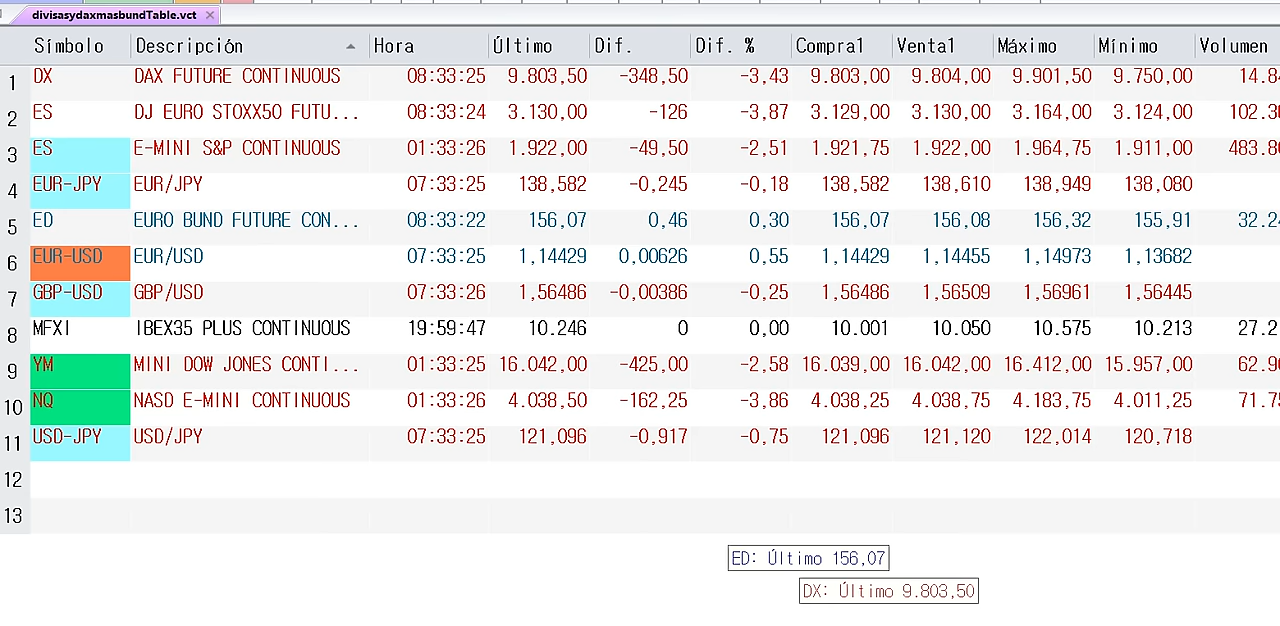 divisasydaxmasbundTable.vct
Símbolo Descripción Hora Último Dif. Dif. % Compra1 Venta1 Máximo Mínimo Volumen
1 DX DAX FUTURE CONTINUOUS 08:33:25 9.803,50 -348,50 -3,43 9.803,00 9.804,00 9.901,50 9.750,00 14.84
2 ES DJ EURO STOXX50 FUTU... 08:33:24 3.130,00 -126 -3,87 3.129,00 3.130,00 3.164,00 3.124,00 102.30
3 ES E-MINI S&P CONTINUOUS 01:33:26 1.922,00 -49,50 -2,51 1.921,75 1.922,00 1.964,75 1.911,00 483.80
4 EUR-JPY EUR/JPY 07:33:25 138,582 -0,245 -0,18 138,582 138,610 138,949 138,080
5 ED EURO BUND FUTURE CON... 08:33:22 156,07 0,46 0,30 156,07 156,08 156,32 155,91 32.24
6 EUR-USD EUR/USD 07:33:25 1,14429 0,00626 0,55 1,14429 1,14455 1,14973 1,13682
7 GBP-USD GBP/USD 07:33:26 1,56486 -0,00386 -0,25 1,56486 1,56509 1,56961 1,56445
8 MFXI IBEX35 PLUS CONTINUOUS 19:59:47 10.246 0 0,00 10.001 10.050 10.575 10.213 27.2
9 YM MINI DOW JONES CONTI... 01:33:25 16.042,00 -425,00 -2,58 16.039,00 16.042,00 16.412,00 15.957,00 62.90
10 NQ NASD E-MINI CONTINUOUS 01:33:26 4.038,50 -162,25 -3,86 4.038,25 4.038,75 4.183,75 4.011,25 71.75
11 USD-JPY USD/JPY 07:33:25 121,096 -0,917 -0,75 121,096 121,120 122,014 120,718
12
13
ED: Último 156,07
DX: Último 9.803,50